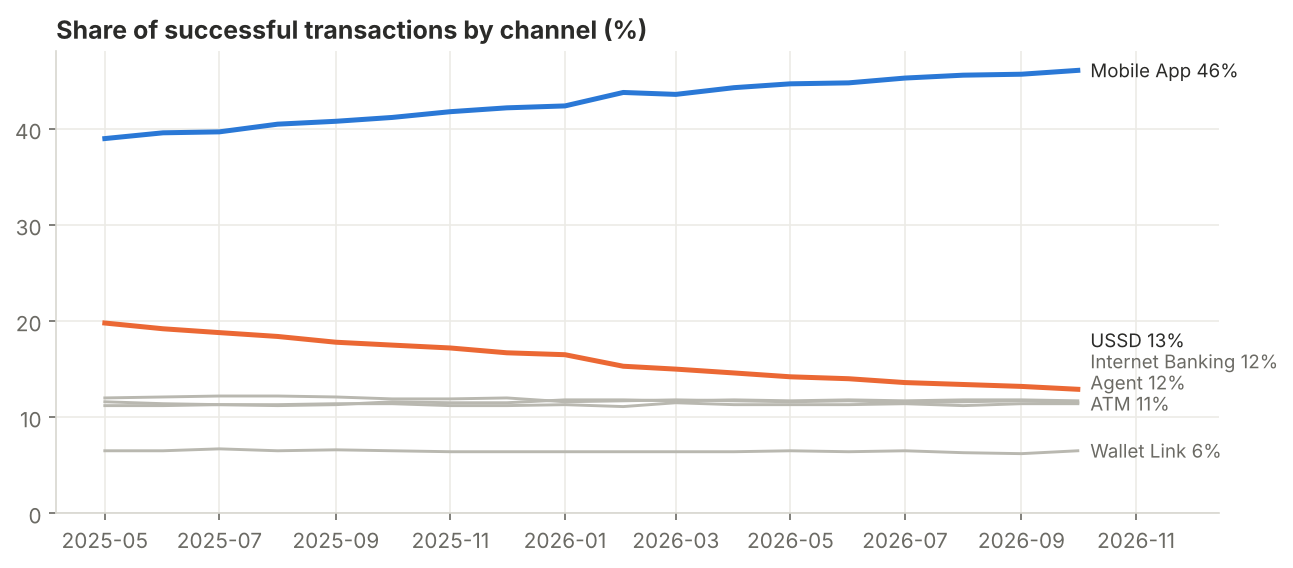 Share of successful transactions by channel (%)
Mobile App 46%
40
30
20
USSD 13%
Internet Banking 12%
Agent 12%
ATM 11%
10
Wallet Link 6%
0
2025-05 2025-07 2025-09 2025-11 2026-01 2026-03 2026-05 2026-07 2026-09 2026-11